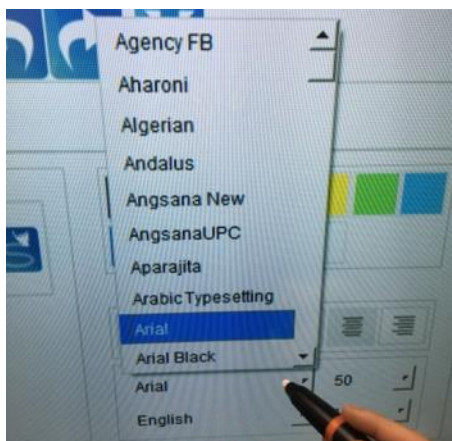 Agency FB
Aharoni
Algerian
Andalus
Angsana New
AngsanaUPC
Aparajita
Arabic Typesetting
Arial
Arial Black
Arial 50
English